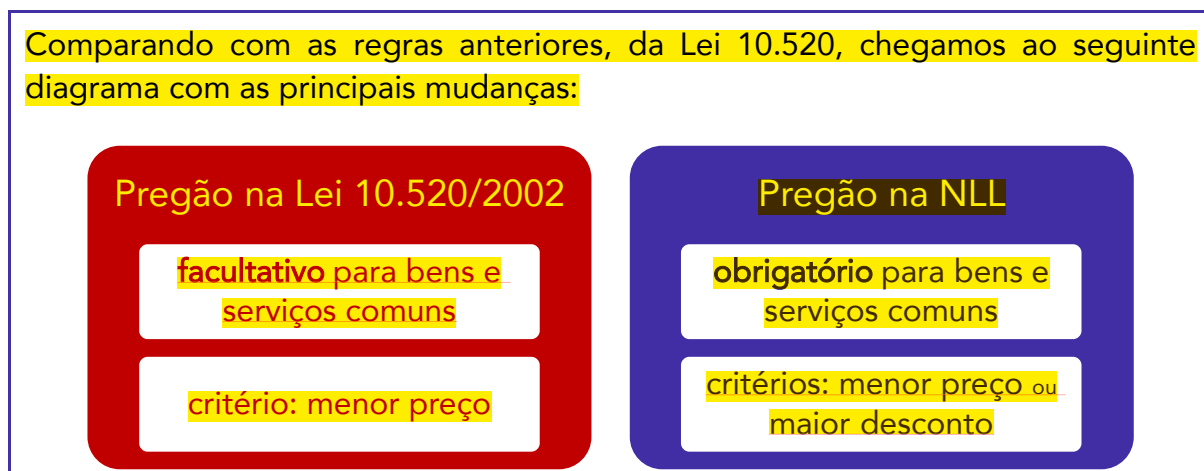 Comparando com as regras anteriores, da Lei 10.520, chegamos ao seguinte
diagrama com as principais mudanças:
Pregão na Lei 10.520/2002
facultativo para bens e
serviços comuns
critério: menor preço
Pregão na NLL
obrigatório para bens e
serviços comuns
critérios: menor preço ou
maior desconto